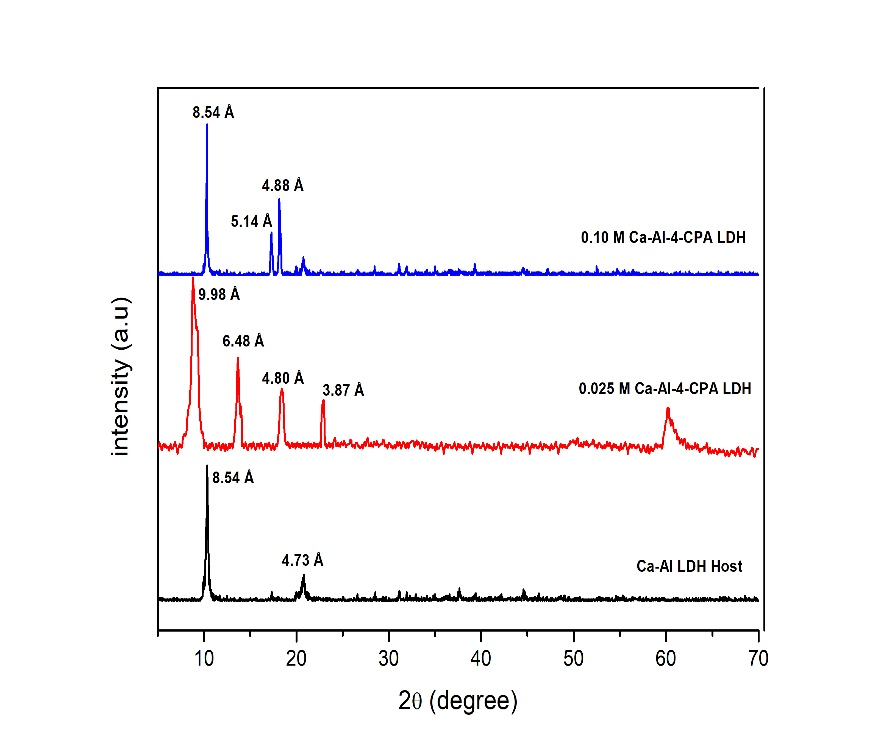 8.54 Å
4.88 Å
5.14 Å
0.10 M Ca-Al-4-CPA LDH
9.98 Å
6.48 Å
4.80 Å
3.87 Å
0.025 M Ca-Al-4-CPA LDH
8.54 Å
4.73 Å
Ca-Al LDH Host
intensity (a.u)
10 20 30 40 50 60 70
2θ (degree)